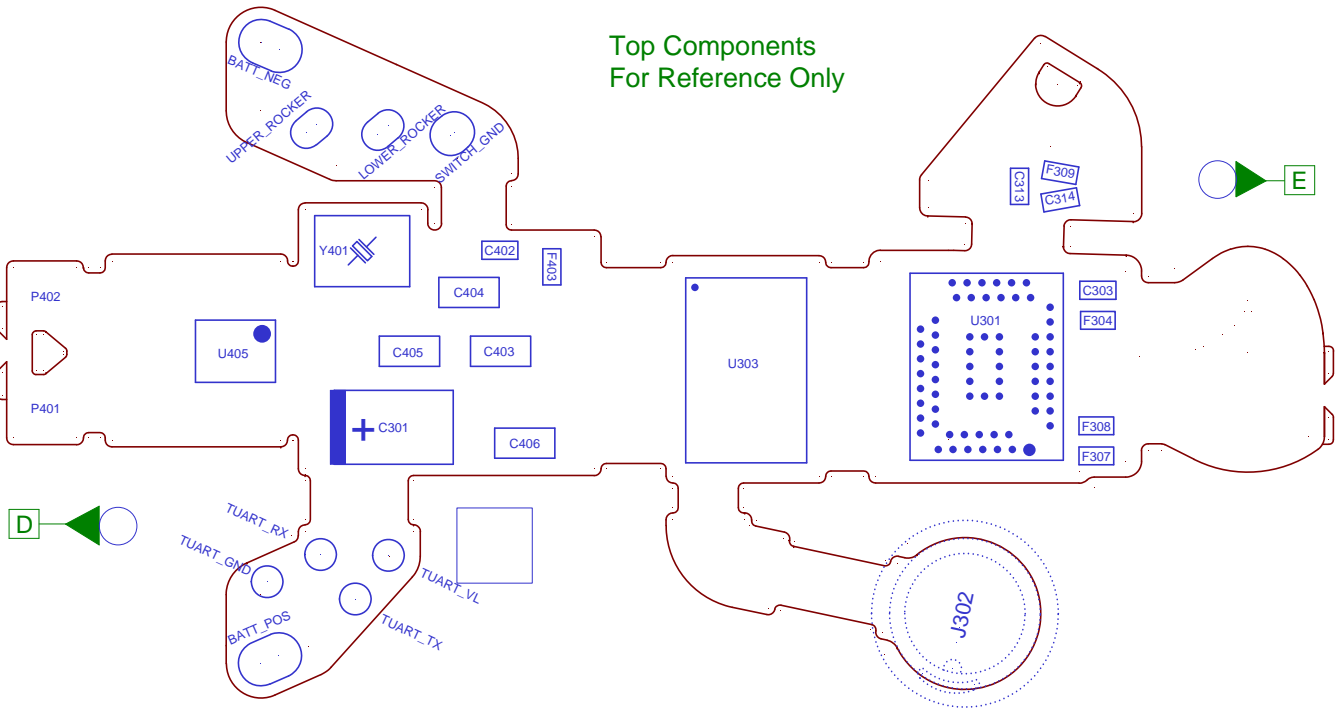 Top Components
For Reference Only
BATT_NEG
UPPER_ROCKER
LOWER_ROCKER
SWITCH_GND
C313
F309
C314
E
Y401
C402
F403
C404
P402
U405
C405
C403
U303
U301
C303
F304
P401
C301
C406
F308
F307
D
TUART_RX
TUART_GND
TUART_VL
TUART_TX
BATT_POS
J302